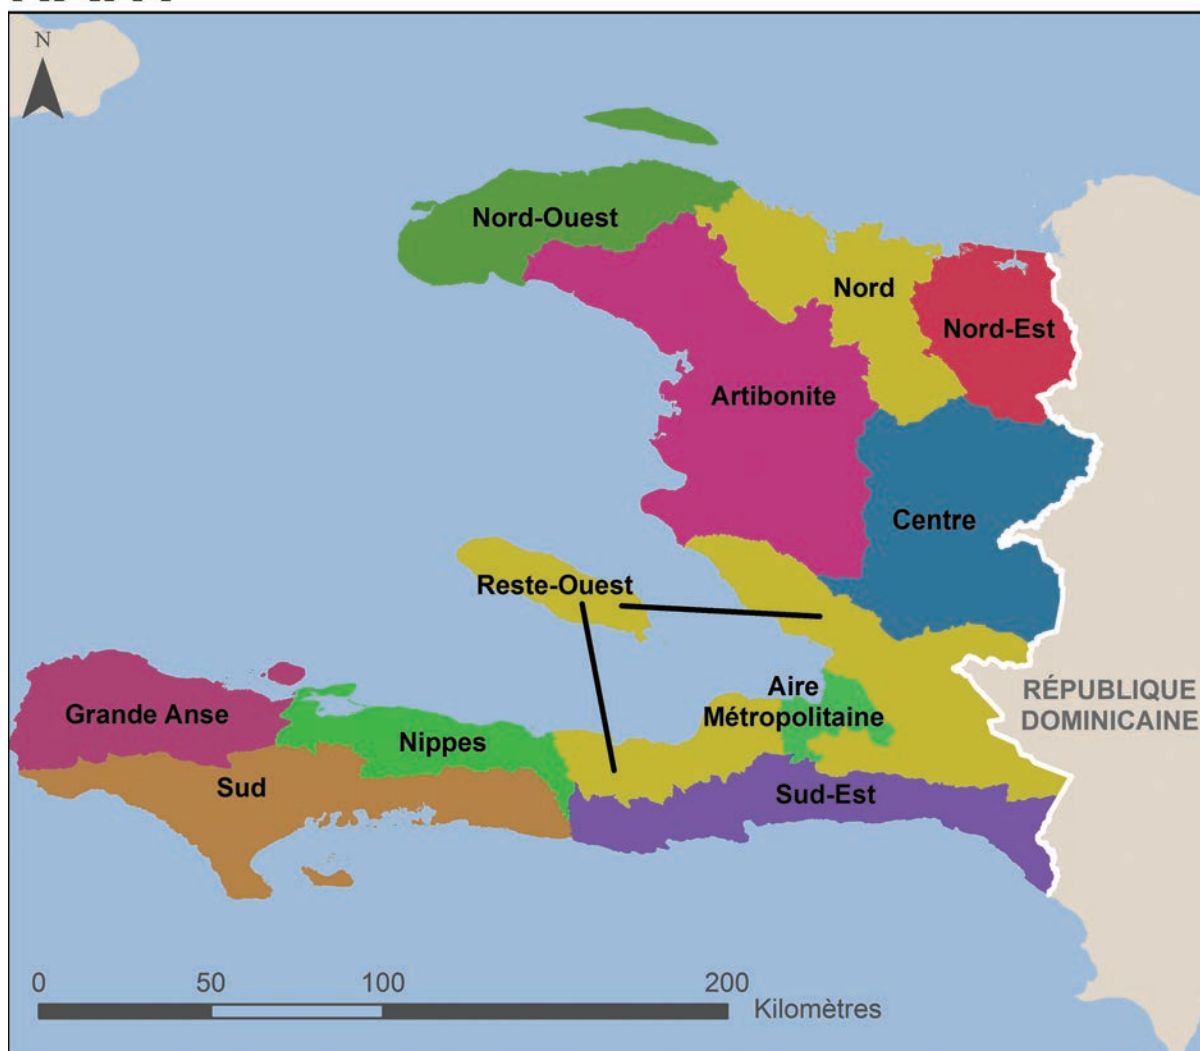 N
Nord-Ouest
Nord
Nord-Est
Artibonite
Centre
Reste-Ouest
Aire
Métropolitaine
RÉPUBLIQUE
DOMINICAINE
Grande Anse
Nippes
Sud
Sud-Est
0 50 100 200
Kilomètres